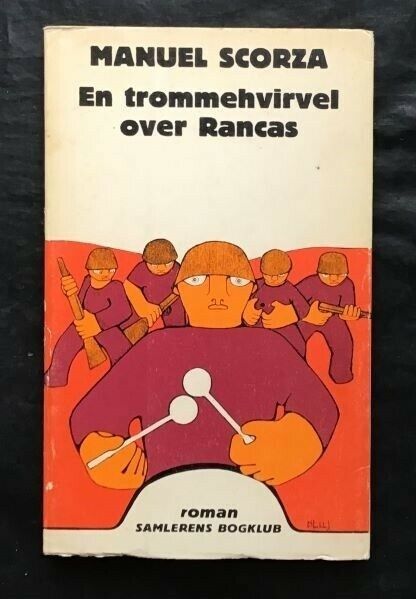 MANUEL SCORZA
En trommehvirvel
over Rancas
roman
SAMLERENS BOGKLUB